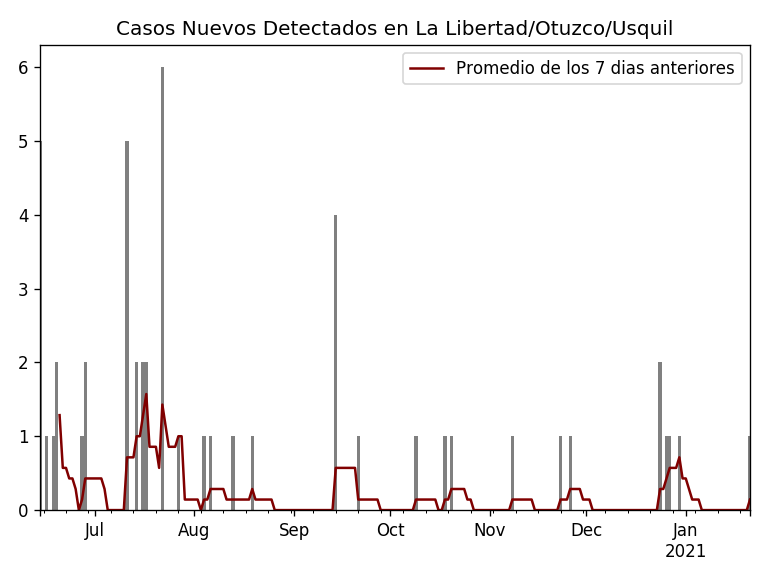 Casos Nuevos Detectados en La Libertad/Otuzco/Usquil
Promedio de los 7 dias anteriores
6
5
4
3
2
1
0
Jul Aug Sep Oct Nov Dec Jan
2021